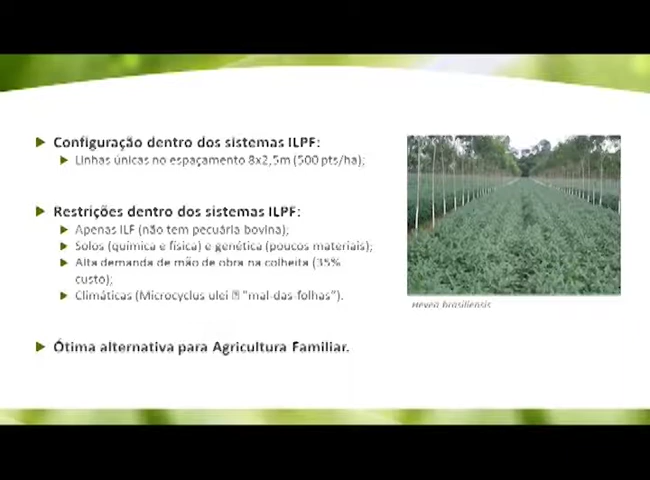 Configuração dentro dos sistemas ILPF:
Linhas únicas no espaçamento 8x2,5m (500 pts/ha);
Restrições dentro dos sistemas ILPF:
Apenas ILF (não tem pecuária bovina);
Solos (química e física) e genética (poucos materiais);
Alta demanda de mão de obra na colheita (35%
custo);
Climáticas (Microcyclus ulei ⍰ "mal-das-folhas").
Ótima alternativa para Agricultura Familiar.
Hevea brasiliensis